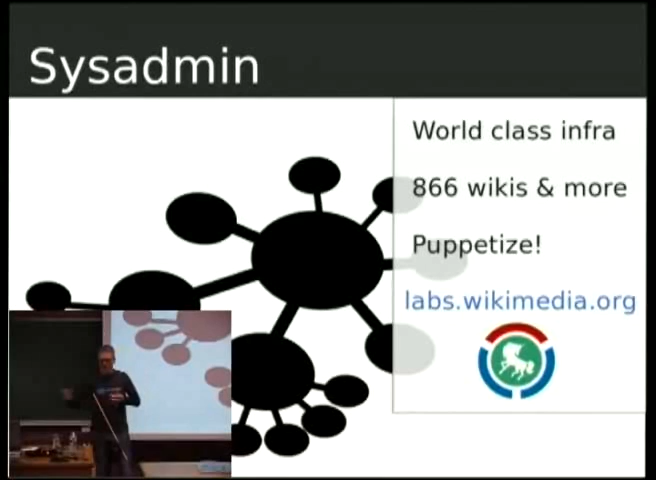 Sysadmin
World class infra
866 wikis & more
Puppetize!
labs.wikimedia.org